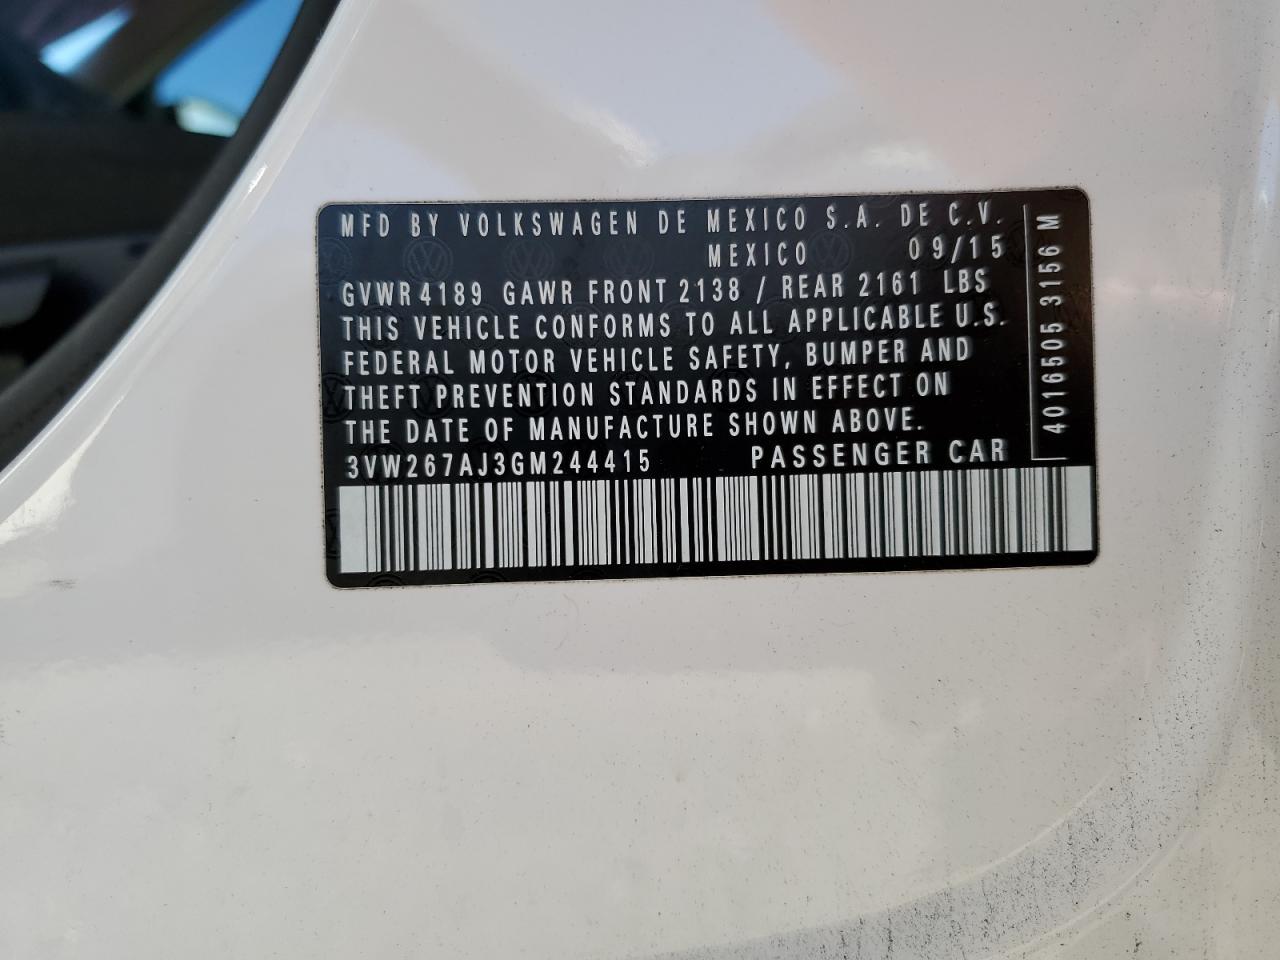 MFD BY VOLKSWAGEN DE MEXICO S.A. DE C.V.
MEXICO 09/15
GVWR 4189 GAWR FRONT 2138 / REAR 2161 LBS
THIS VEHICLE CONFORMS TO ALL APPLICABLE U.S.
FEDERAL MOTOR VEHICLE SAFETY, BUMPER AND
THEFT PREVENTION STANDARDS IN EFFECT ON
THE DATE OF MANUFACTURE SHOWN ABOVE.
3VW267AJ3GM244415 PASSENGER CAR
4016505 3156 M